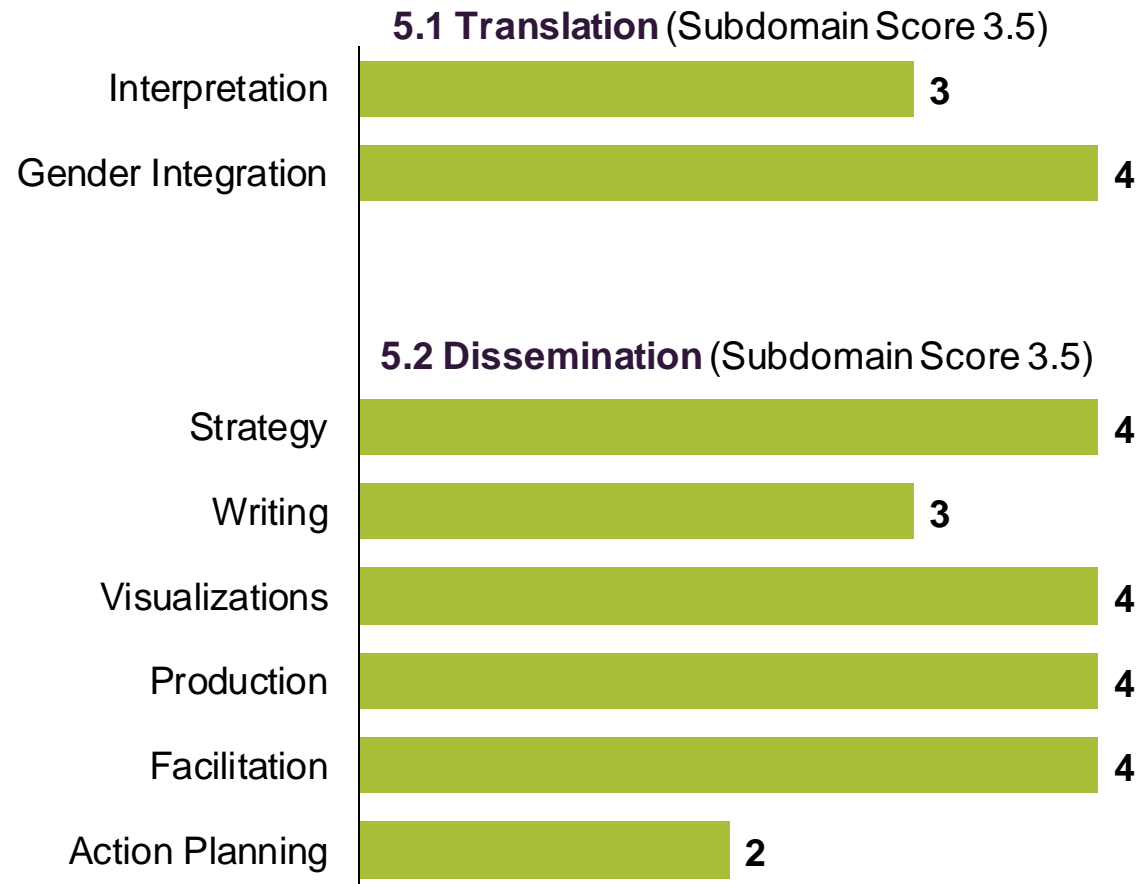 5.1 Translation (Subdomain Score 3.5)
Interpretation 3
Gender Integration 4
5.2 Dissemination (Subdomain Score 3.5)
Strategy 4
Writing 3
Visualizations 4
Production 4
Facilitation 4
Action Planning 2